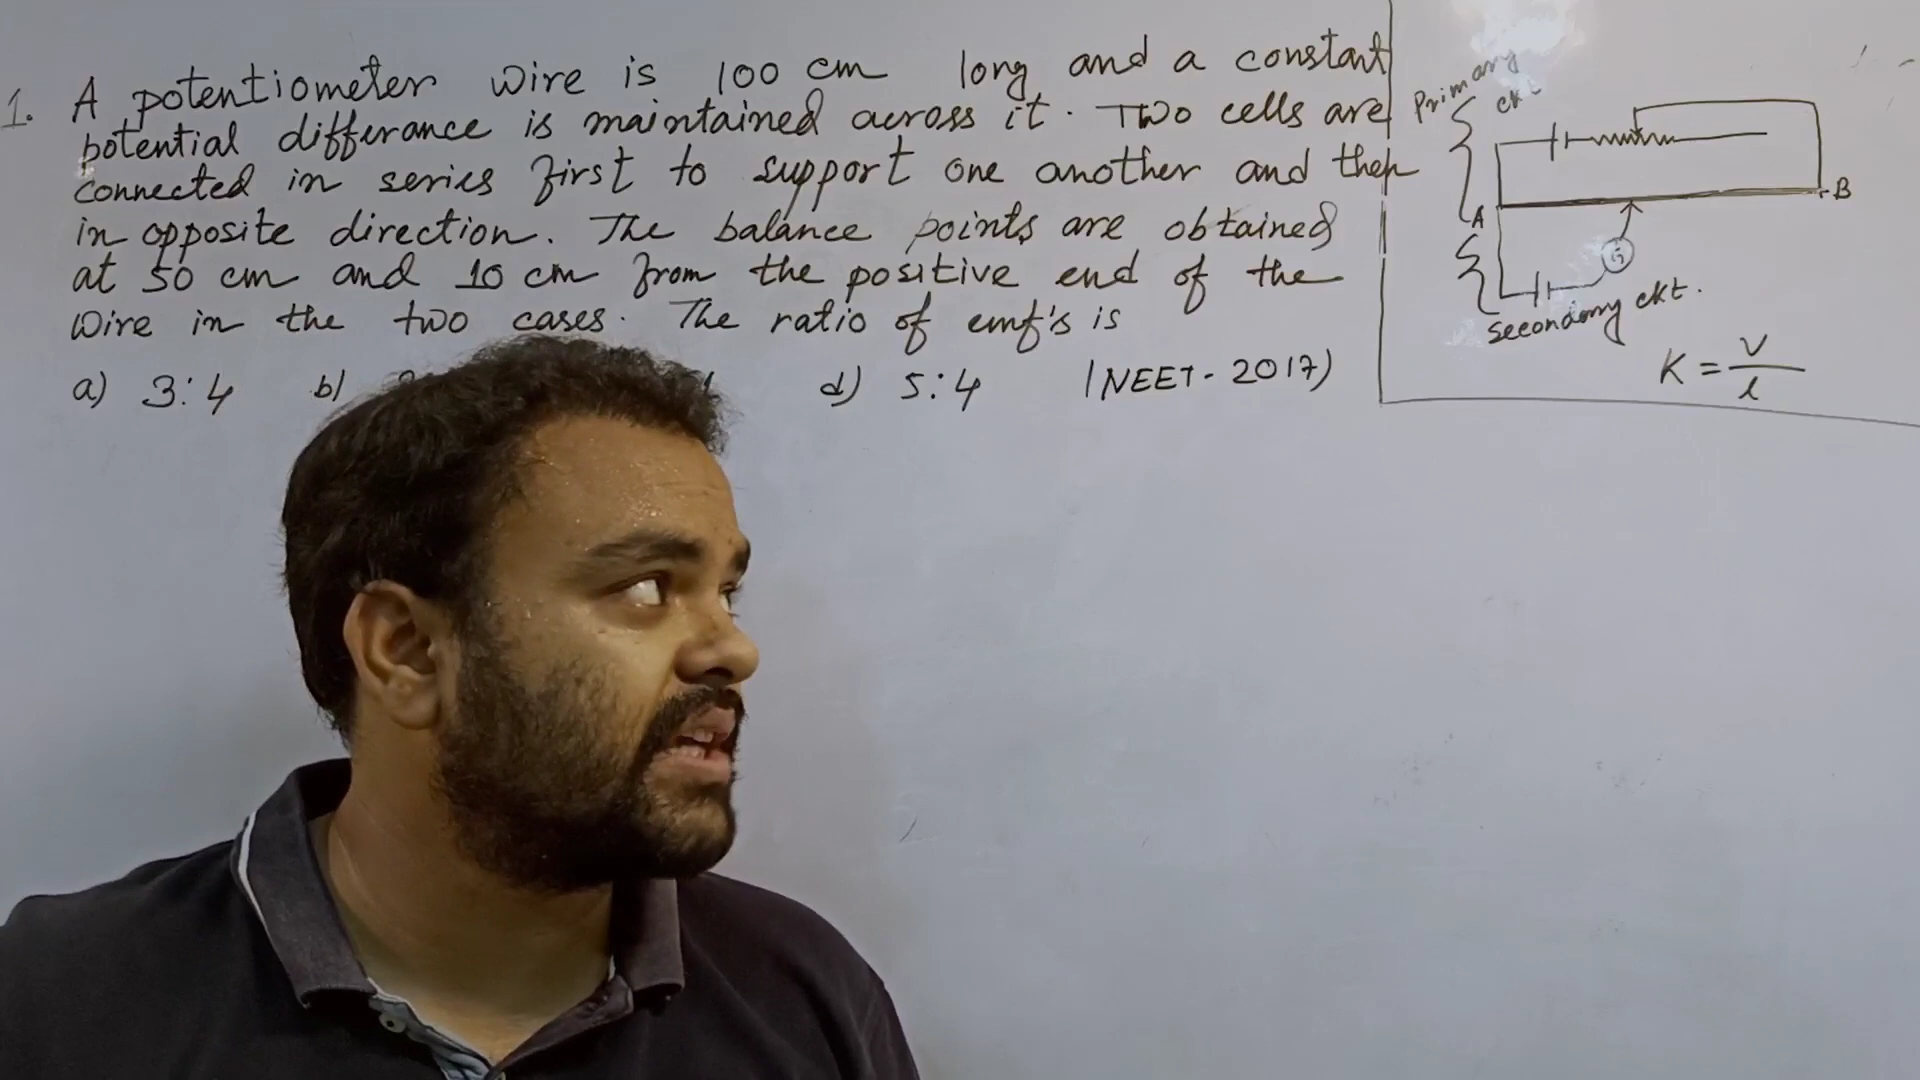 1. A potentiometer wire is 100 cm long and a constant
potential differance is maintained across it. Two cells are
connected in series first to support one another and then
in opposite direction. The balance points are obtained
at 50 cm and 10 cm from the positive end of the
wire in the two cases. The ratio of emf's is
a) 3:4 b) d) 5:4 (NEET- 2017)
Primary
ckt
A
B
G
Secondary ckt.
K = V
l